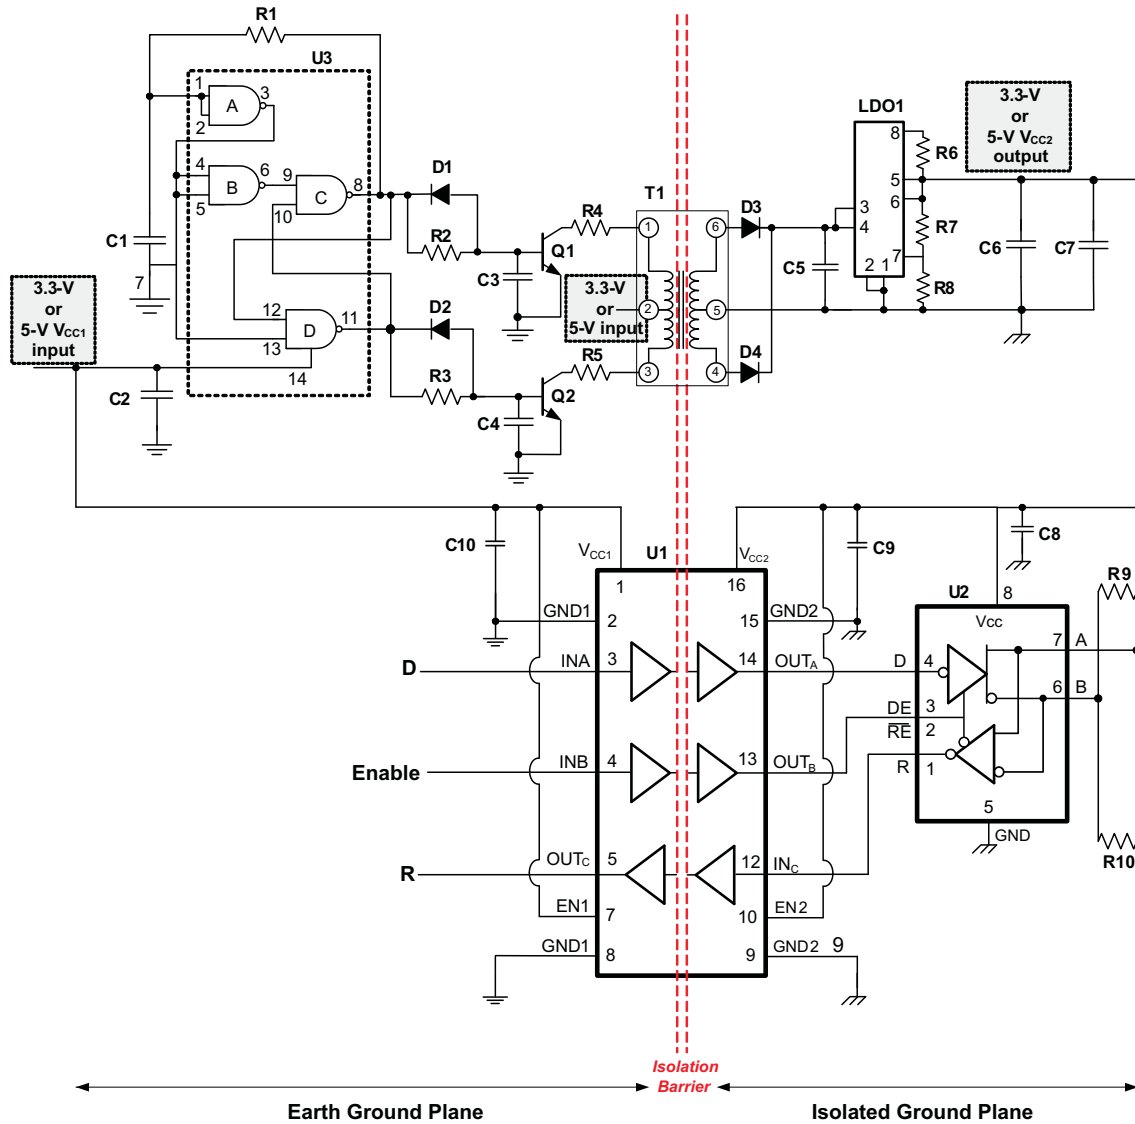 R1
U3
1
3
A
2
4
6
9
B
5
C
8
10
C1
7
12
11
D
13
14
3.3-V
or
5-V VCC1
input
C2
D1
R2
C3
Q1
R4
D2
R3
C4
Q2
R5
3.3-V
or
5-V input
T1
1
2
3
6
5
4
D3
D4
C5
LDO1
8
5
6
3
4
7
2
1
R6
R7
R8
3.3-V
or
5-V VCC2
output
C6
C7
C10
VCC1
U1
VCC2
1
16
C9
C8
GND1
2
15
GND2
D
INA
3
14
OUTA
Enable
INB
4
13
OUTB
R
OUTC
5
12
INC
EN1
7
10
EN2
GND1
8
9
GND2
9
U2
8
Vcc
D
4
7
A
6
B
DE
3
RE
2
R
1
5
GND
R9
R10
Isolation
Barrier
Earth Ground Plane
Isolated Ground Plane